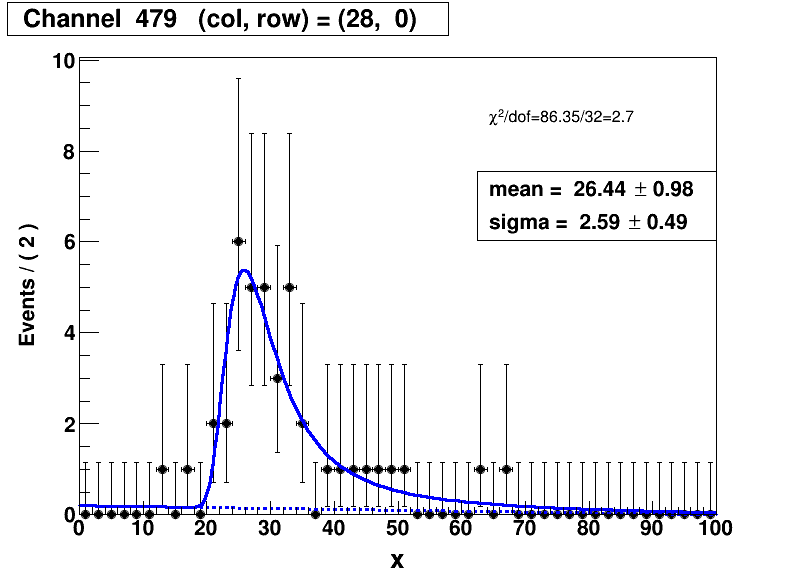 Channel 479 (col, row) = (28, 0)
χ²/dof=86.35/32=2.7
mean = 26.44 ± 0.98
sigma = 2.59 ± 0.49
Events / ( 2 )
10
8
6
4
2
0
0 10 20 30 40 50 60 70 80 90 100
x